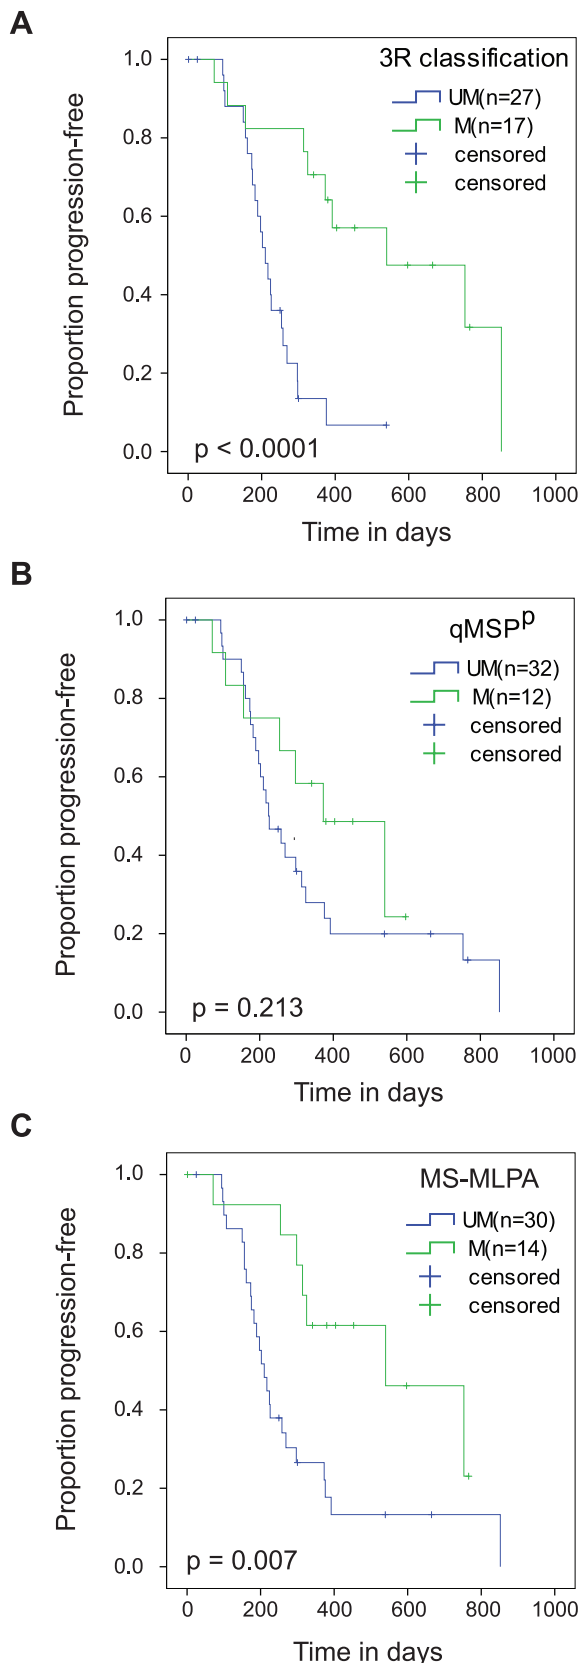 A
3R classification
UM(n=27)
M(n=17)
censored
censored
Proportion progression-free
1.0
0.8
0.6
0.4
0.2
0.0
p < 0.0001
0 200 400 600 800 1000
Time in days
B
qMSPp
UM(n=32)
M(n=12)
censored
censored
Proportion progression-free
1.0
0.8
0.6
0.4
0.2
0.0
p = 0.213
0 200 400 600 800 1000
Time in days
C
MS-MLPA
UM(n=30)
M(n=14)
censored
censored
Proportion progression-free
1.0
0.8
0.6
0.4
0.2
0.0
p = 0.007
0 200 400 600 800 1000
Time in days